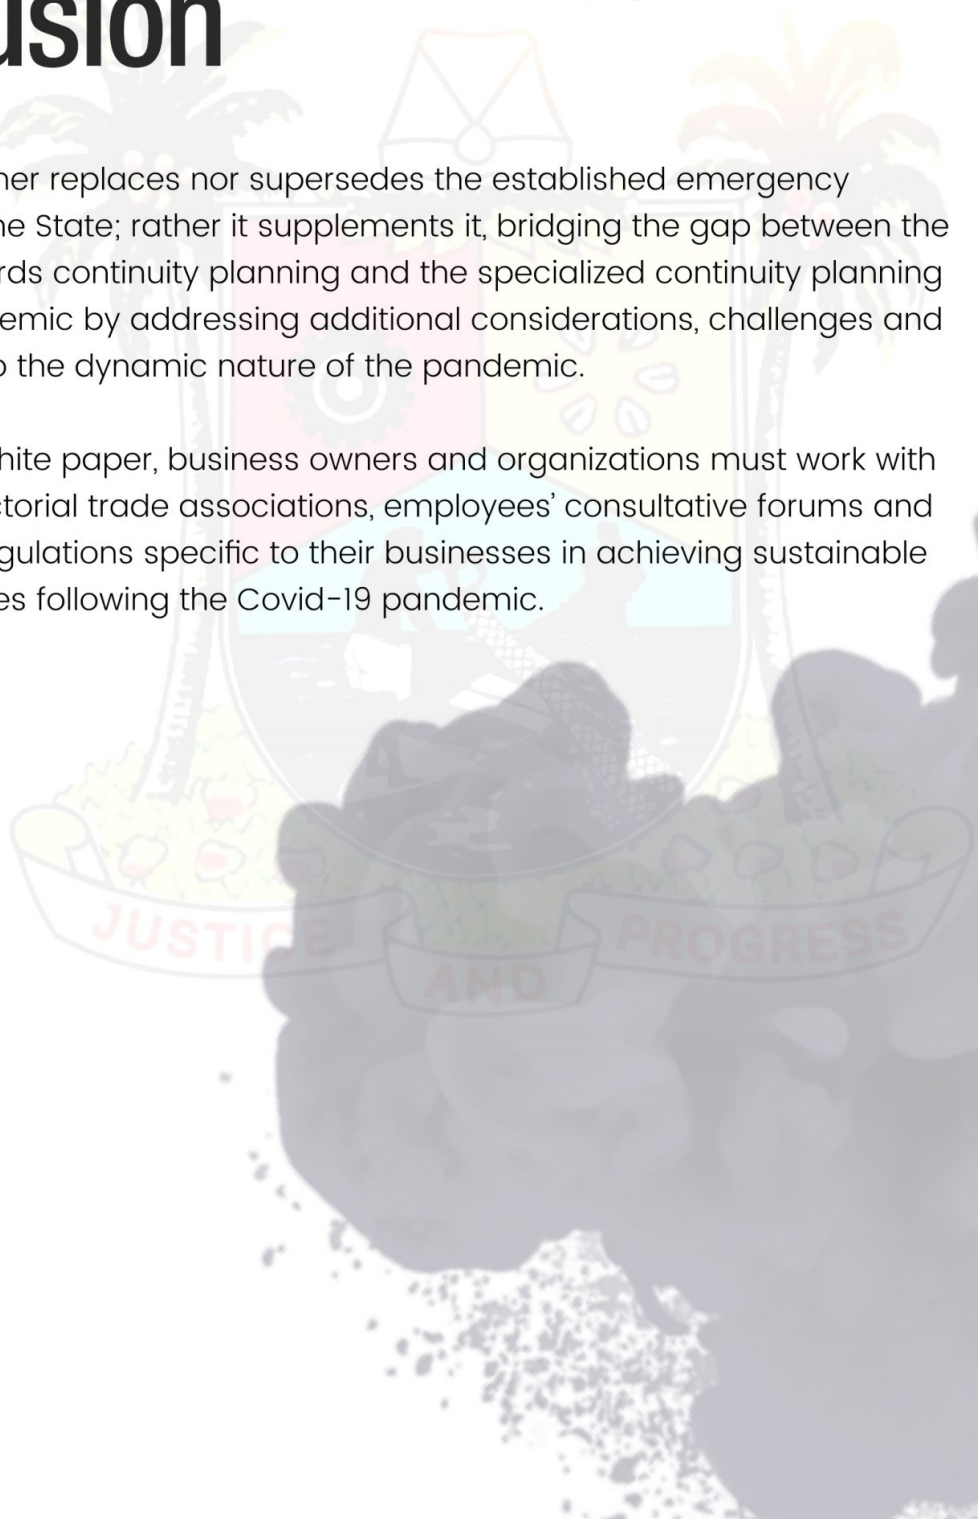 usion
her replaces nor supersedes the established emergency
he State; rather it supplements it, bridging the gap between the
rds continuity planning and the specialized continuity planning
emic by addressing additional considerations, challenges and
o the dynamic nature of the pandemic.
hite paper, business owners and organizations must work with
ctorial trade associations, employees’ consultative forums and
gulations specific to their businesses in achieving sustainable
es following the Covid-19 pandemic.
JUSTICE AND PROGRESS